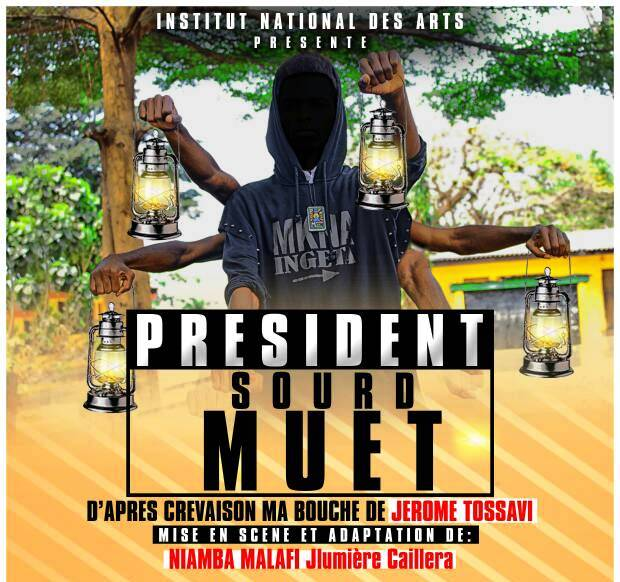 INSTITUT NATIONAL DES ARTS
PRESENTE
MKNA
INGETA
PRESIDENT
SOURD
MUET
D'APRES CREVAISON MA BOUCHE DE JEROME TOSSAVI
MISE EN SCENE ET ADAPTATION DE:
NIAMBA MALAFI Jlumière Caillera